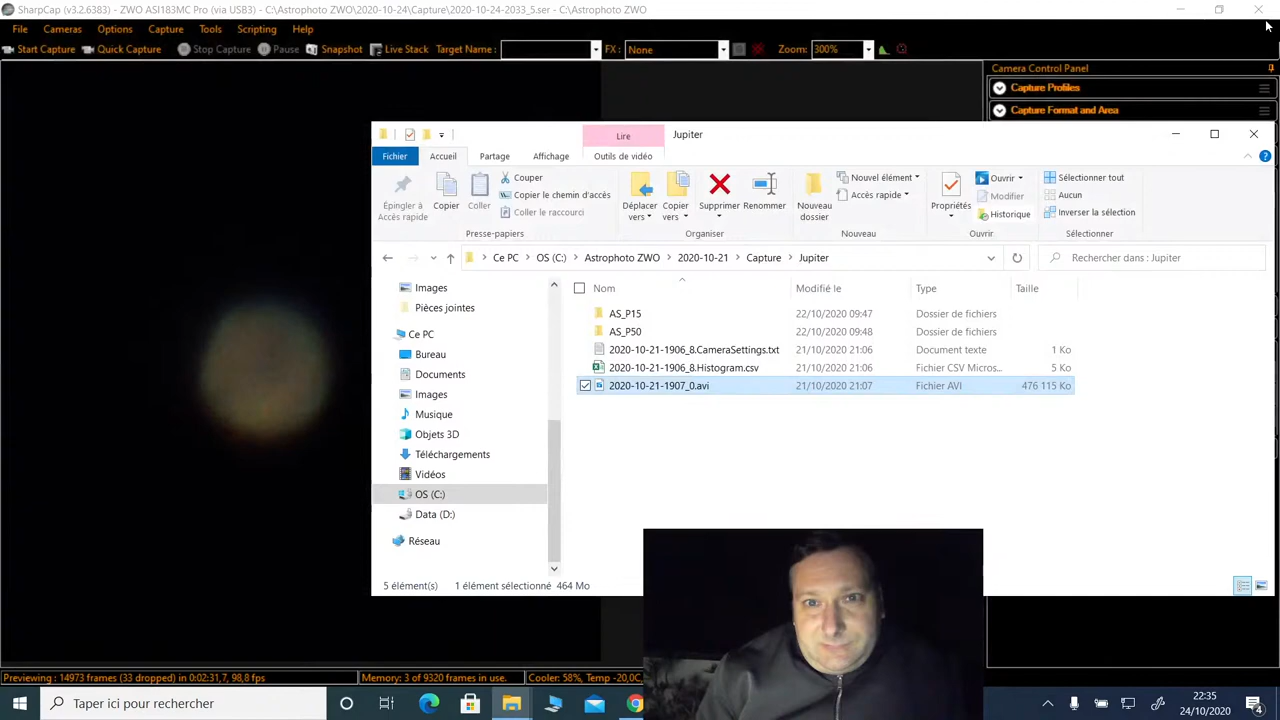 SharpCap (v3.2.6383) - ZWO ASI183MC Pro (via USB3) - C:\Astrophoto ZWO\2020-10-24\Capture\2020-10-24-2033_5.ser - C:\Astrophoto ZWO
File Cameras Options Capture Tools Scripting Help
Start Capture Quick Capture Stop Capture Pause Snapshot Live Stack Target Name : FX : None Zoom: 300%
Camera Control Panel
Capture Profiles
Capture Format and Area
Lire Jupiter
Fichier Accueil Partage Affichage Outils de vidéo
Épingler à Accès rapide
Copier
Coller
Couper
Copier le chemin d'accès
Coller le raccourci
Presse-papiers
Déplacer vers
Copier vers
Supprimer
Renommer
Organiser
Nouveau dossier
Nouvel élément
Accès rapide
Nouveau
Propriétés
Ouvrir
Modifier
Historique
Ouvrir
Sélectionner tout
Aucun
Inverser la sélection
Sélectionner
Ce PC OS (C:) Astrophoto ZWO 2020-10-21 Capture Jupiter
Rechercher dans : Jupiter
Images
Pièces jointes
Ce PC
Bureau
Documents
Images
Musique
Objets 3D
Téléchargements
Vidéos
OS (C:)
Data (D:)
Réseau
Nom Modifié le Type Taille
AS_P15 22/10/2020 09:47 Dossier de fichiers
AS_P50 22/10/2020 09:48 Dossier de fichiers
2020-10-21-1906_8.CameraSettings.txt 21/10/2020 21:06 Document texte 1 Ko
2020-10-21-1906_8.Histogram.csv 21/10/2020 21:06 Fichier CSV Micros... 5 Ko
2020-10-21-1907_0.avi 21/10/2020 21:07 Fichier AVI 476 115 Ko
5 élément(s) 1 élément sélectionné 464 Mo
Previewing : 14973 frames (33 dropped) in 0:02:31,7, 98,8 fps
Memory: 3 of 9320 frames in use.
Cooler: 58%, Temp -20,0C,
Taper ici pour rechercher
22:35
24/10/2020
4